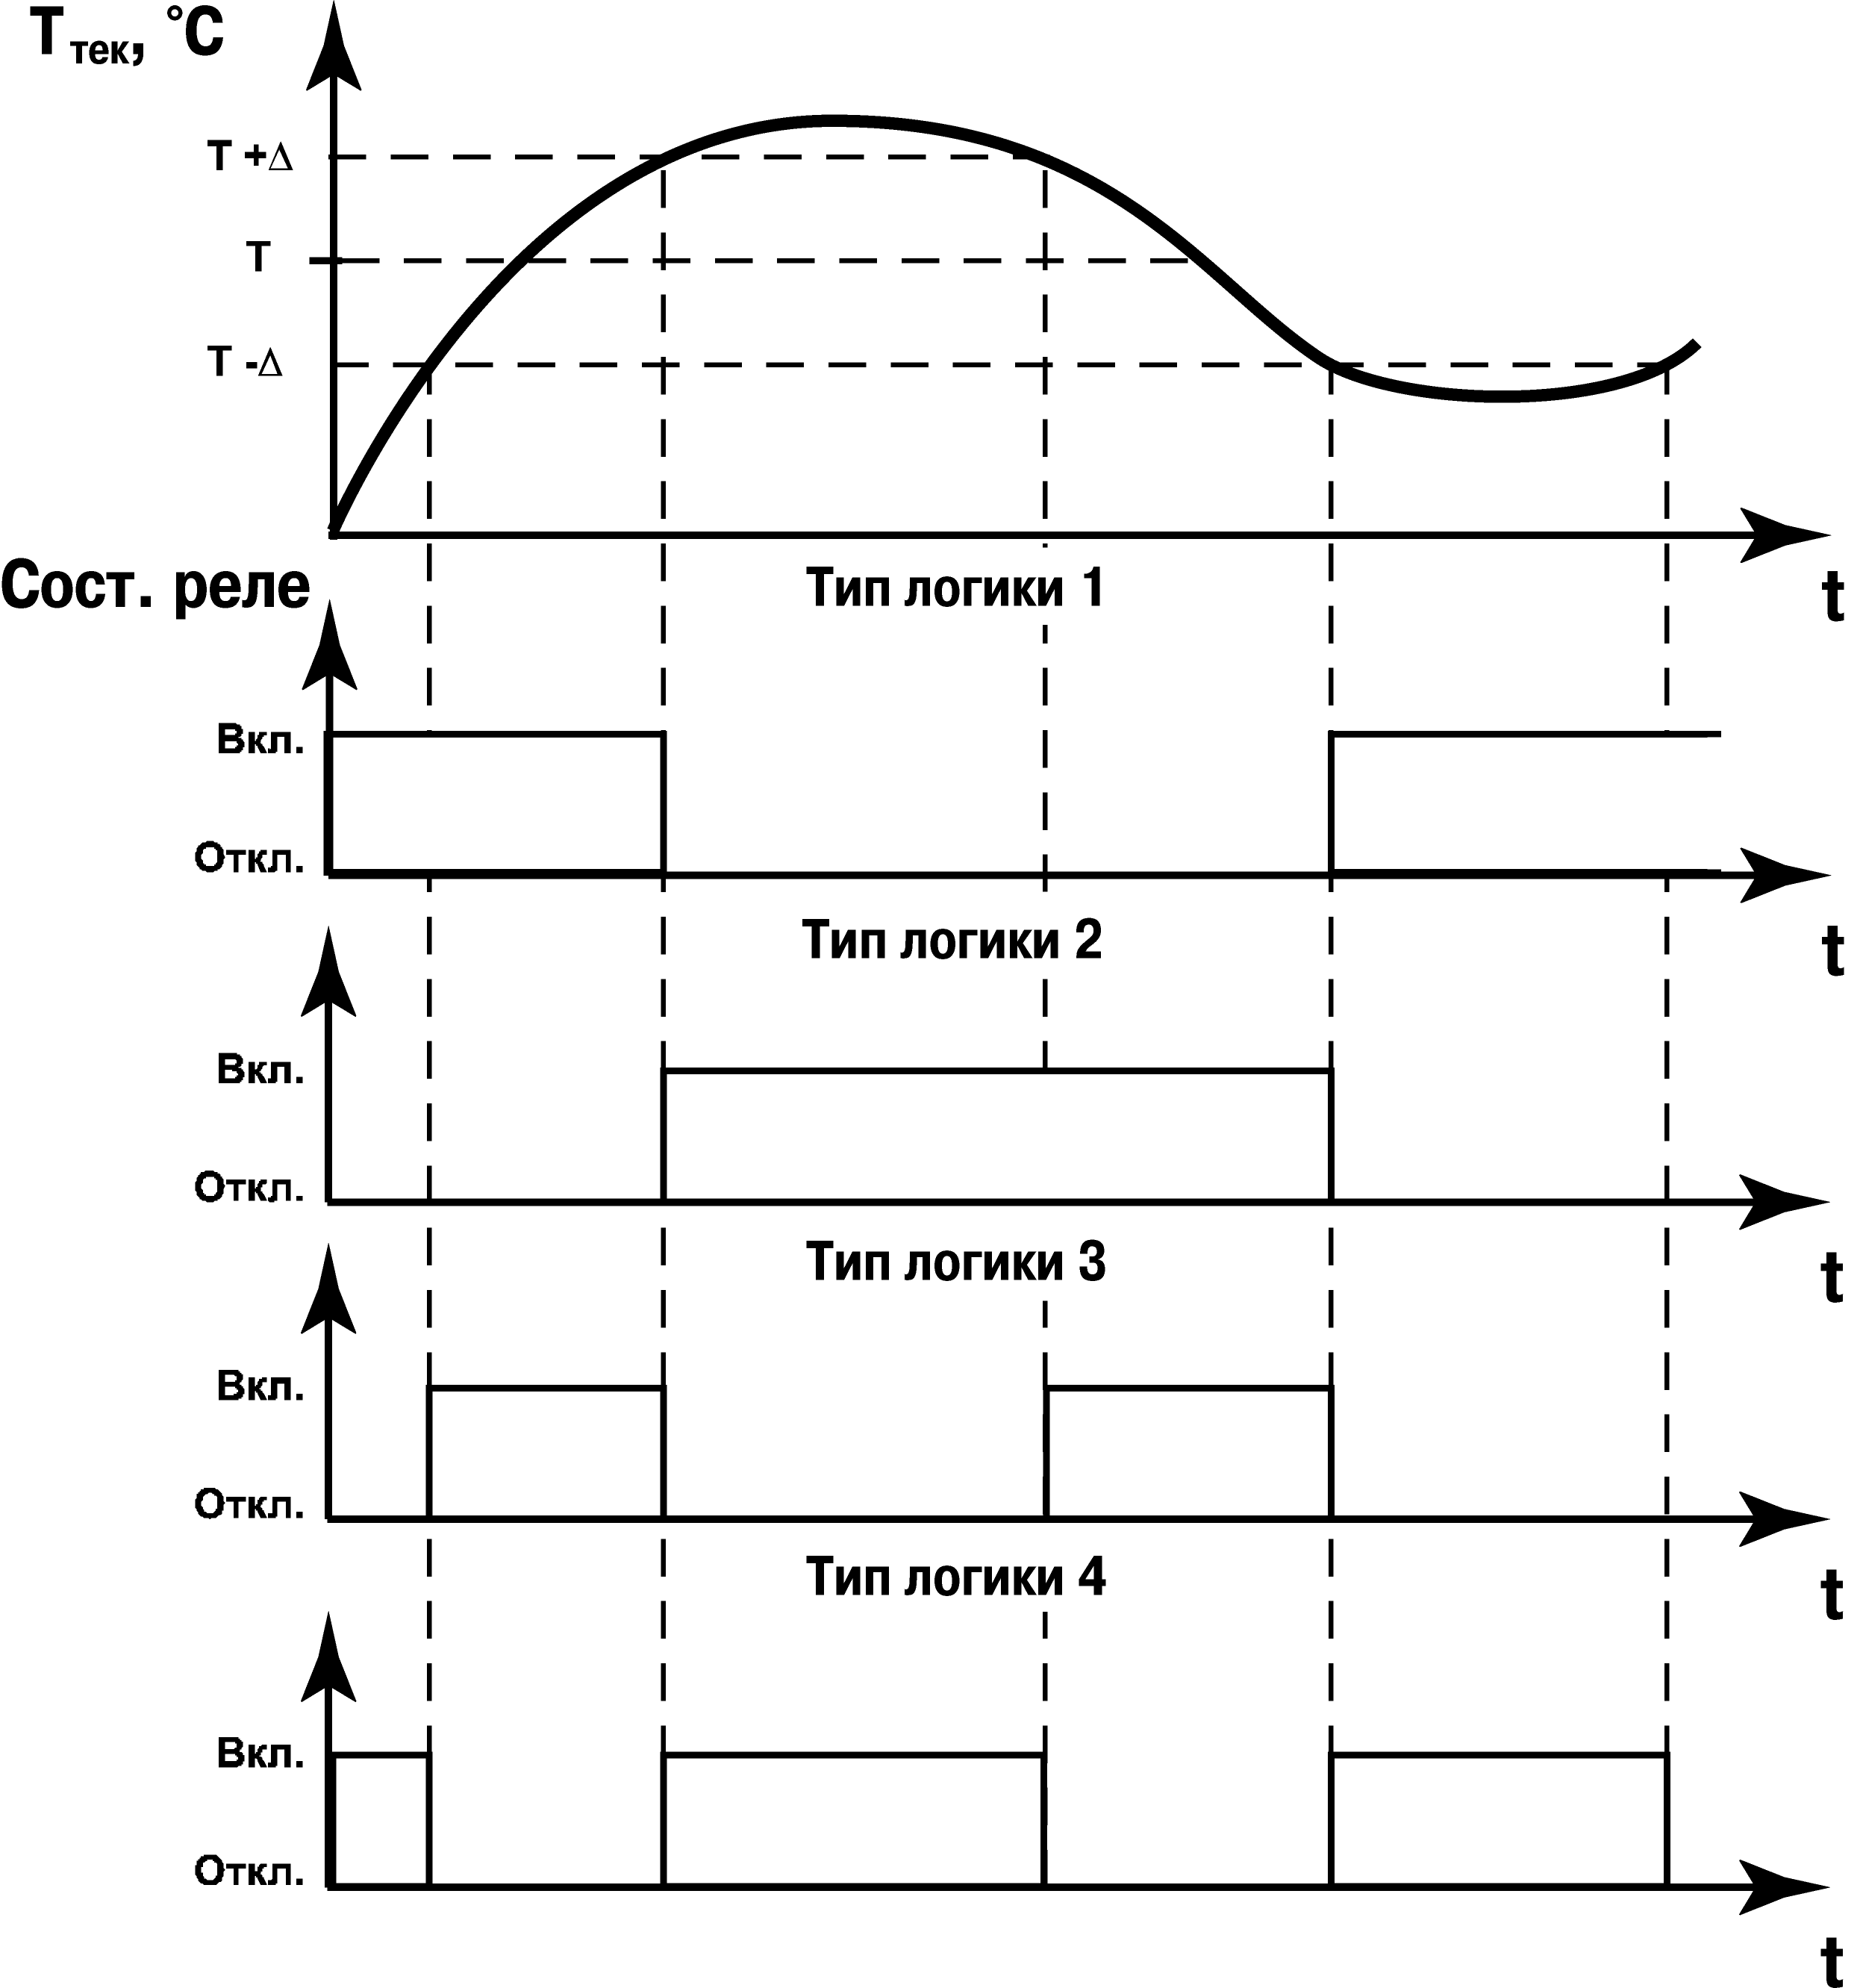 Tтек, °C
T +Δ
T
T -Δ
t
Сост. реле
Тип логики 1
Вкл.
Откл.
t
Тип логики 2
Вкл.
Откл.
t
Тип логики 3
Вкл.
Откл.
t
Тип логики 4
Вкл.
Откл.
t